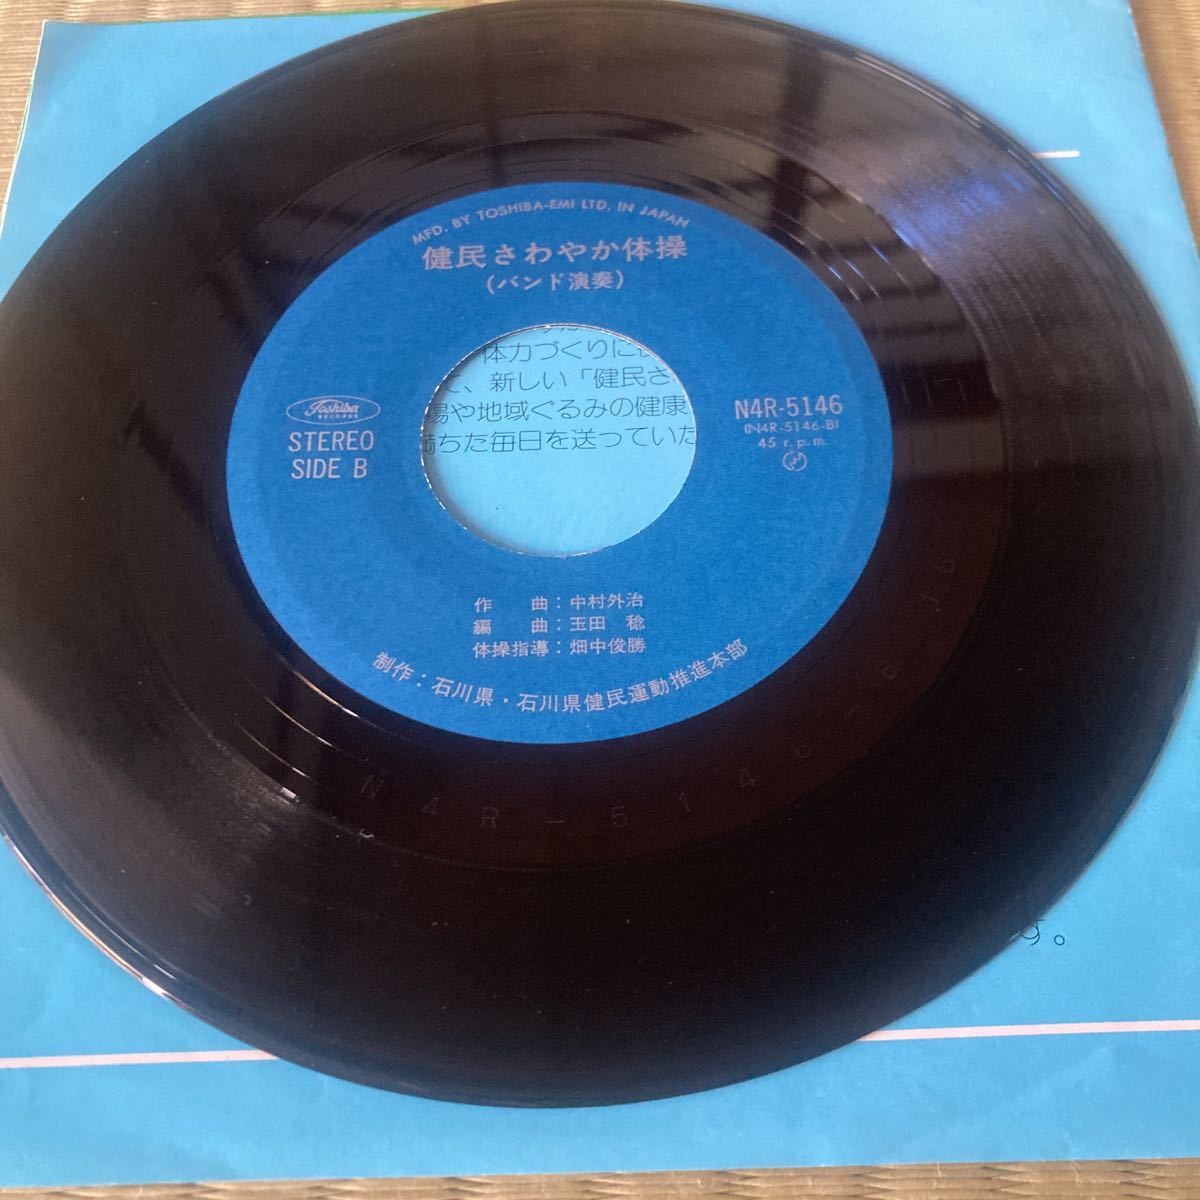 MFD. BY TOSHIBA-EMI LTD. IN JAPAN
健民さわやか体操
(バンド演奏)
体力づくりに
て、新しい「健民さ
場や地域ぐるみの健康
満ちた毎日を送っていた
Toshiba
RECORDS
STEREO
SIDE B
N4R-5146
(N4R-5146-B)
45 r.p.m.
作 曲：中村外治
編 曲：玉田 稔
体操指導：畑中俊勝
制作：石川県・石川県健民運動推進本部
N4R-5146-B
す。